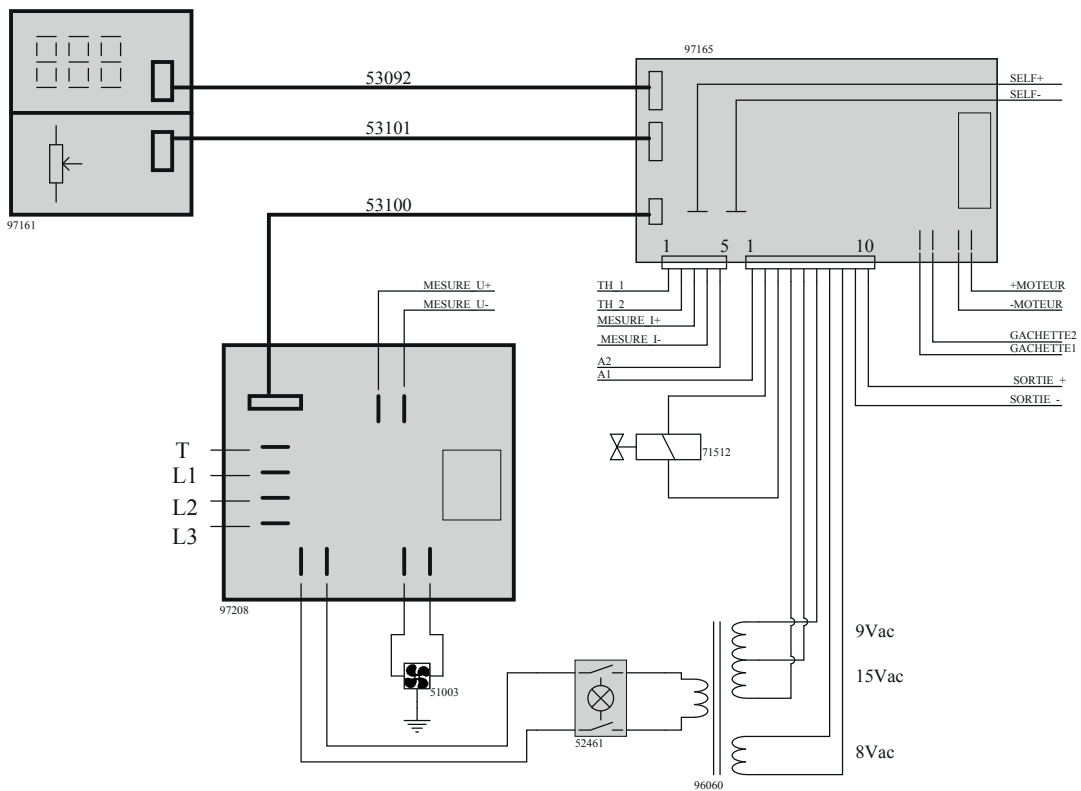 97165
53092
SELF+
SELF-
53101
53100
97161
1 5 1 10
MESURE_U+
MESURE_U-
TH_1
TH_2
MESURE_I+
MESURE_I-
A2
A1
+MOTEUR
-MOTEUR
GACHETTE2
GACHETTE1
SORTIE_+
SORTIE_-
71512
T
L1
L2
L3
97208
51003
52461
9Vac
15Vac
8Vac
96060